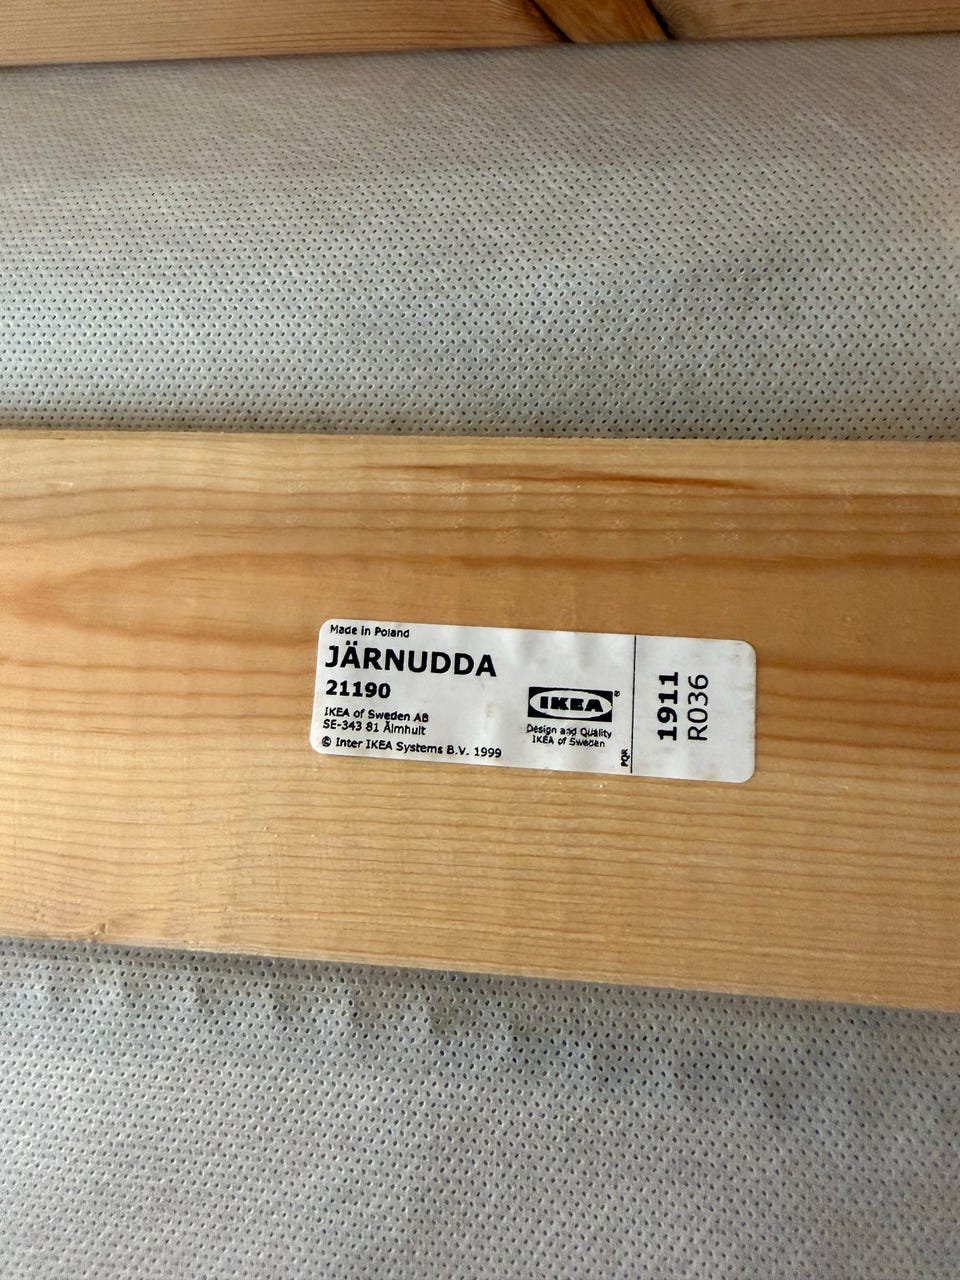 Made in Poland
JÄRNUDDA
21190
IKEA of Sweden AB
SE-343 81 Älmhult
© Inter IKEA Systems B.V. 1999
IKEA®
Design and Quality
IKEA of Sweden
PQR
1911
R036